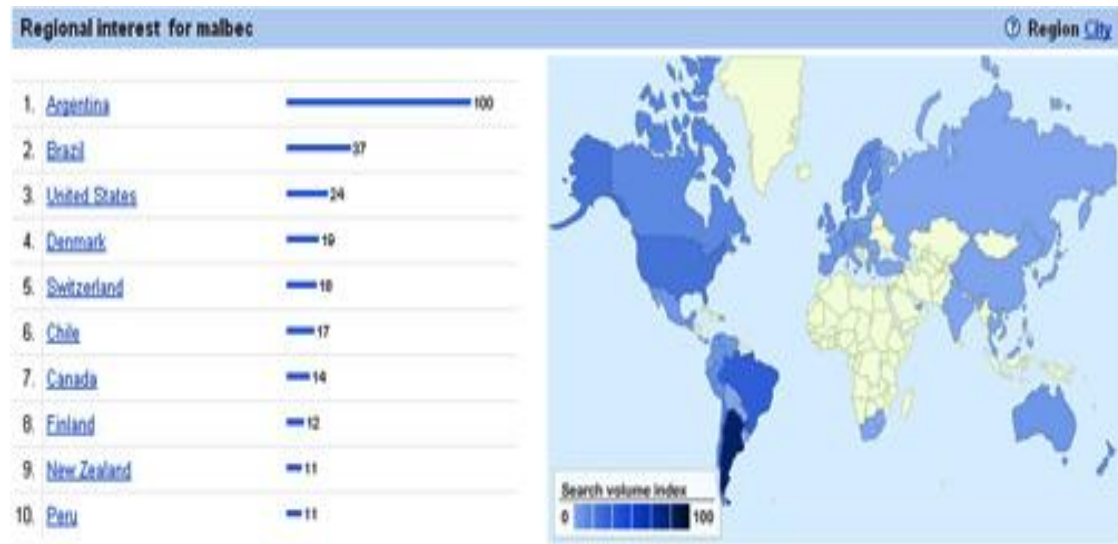 Regional interest for malbec
? Region City
1. Argentina 100
2. Brazil 37
3. United States 24
4. Denmark 19
5. Switzerland 18
6. Chile 17
7. Canada 14
8. Finland 12
9. New Zealand 11
10. Peru 11
Search volume index
0 100